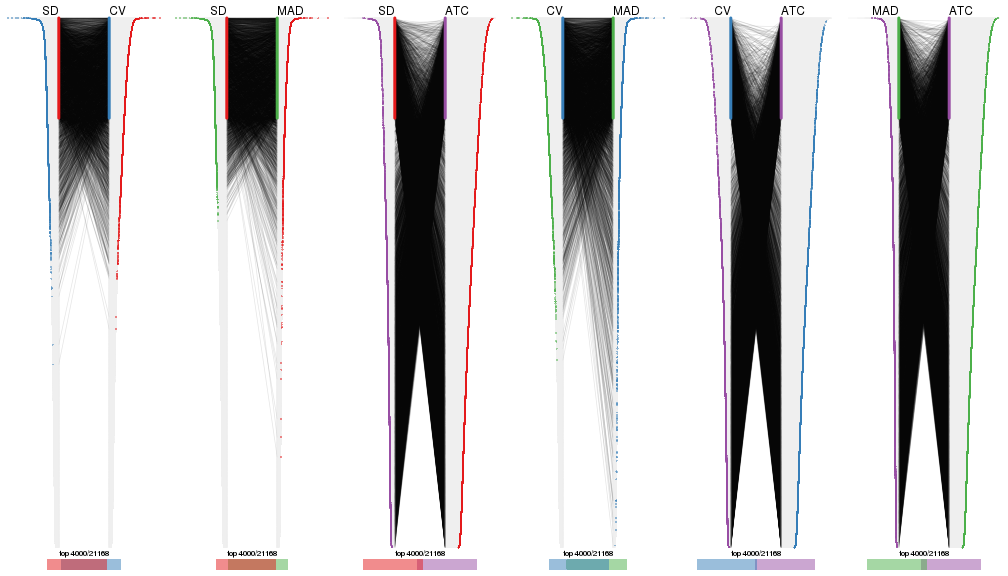 SD CV
SD MAD
SD ATC
CV MAD
CV ATC
MAD ATC
top 4000/21168
top 4000/21168
top 4000/21168
top 4000/21168
top 4000/21168
top 4000/21168